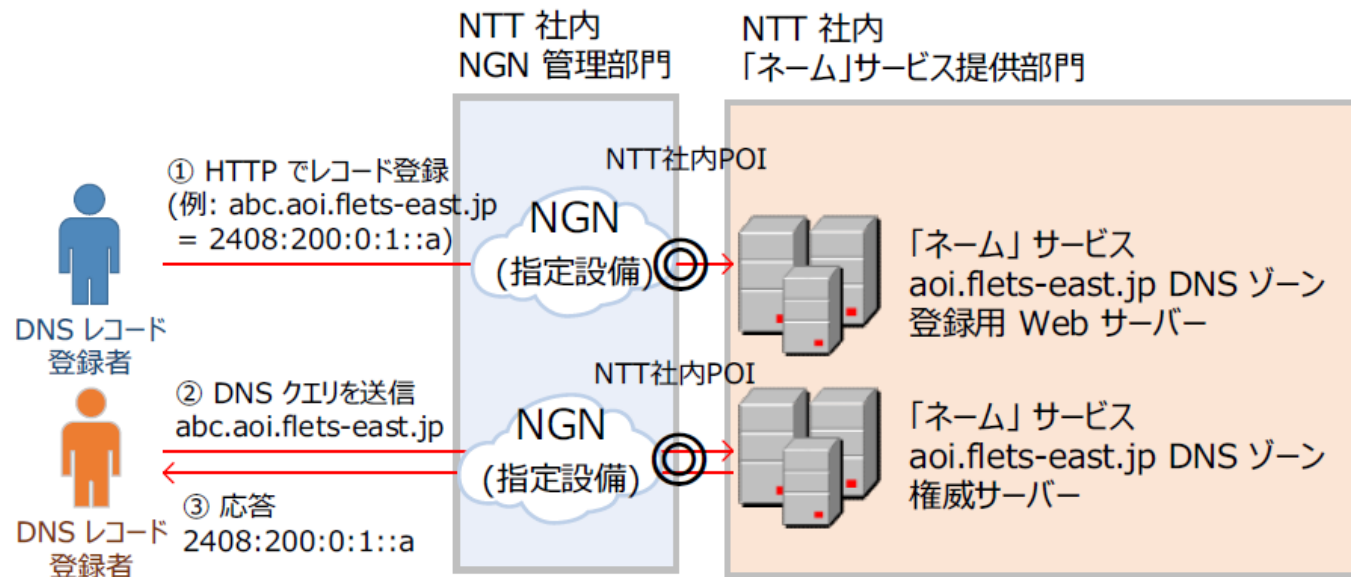 NTT 社内
NGN 管理部門
NTT 社内
「ネーム」サービス提供部門
① HTTP でレコード登録
(例: abc.aoi.flets-east.jp
= 2408:200:0:1::a)
NTT社内POI
NGN
(指定設備)
「ネーム」 サービス
aoi.flets-east.jp DNS ゾーン
登録用 Web サーバー
DNS レコード
登録者
② DNS クエリを送信
abc.aoi.flets-east.jp
NTT社内POI
NGN
(指定設備)
「ネーム」 サービス
aoi.flets-east.jp DNS ゾーン
権威サーバー
③ 応答
2408:200:0:1::a
DNS レコード
登録者